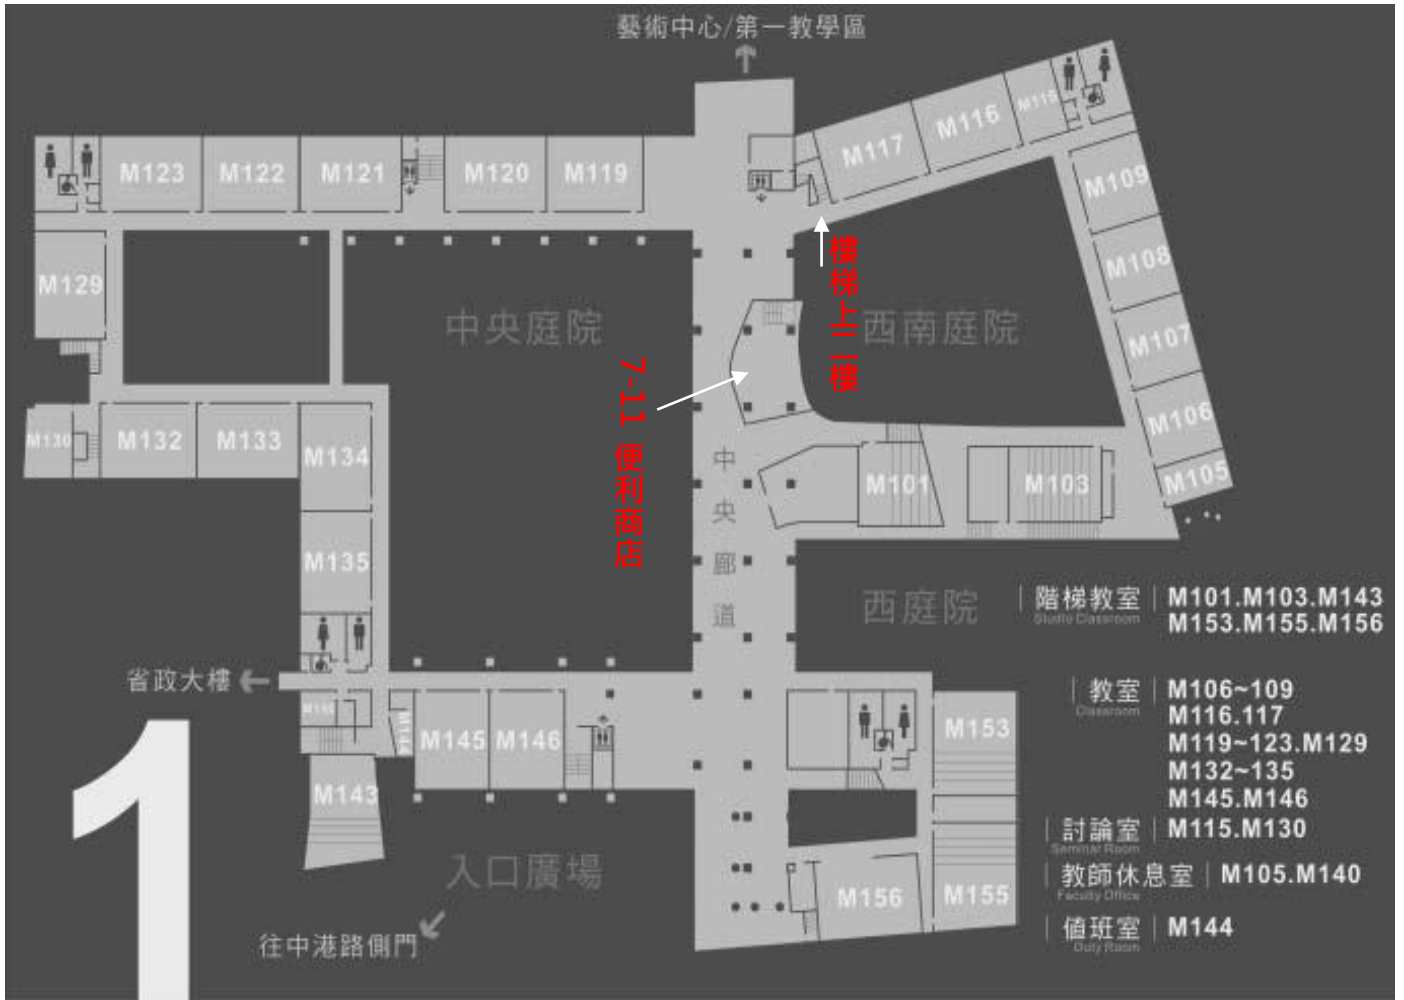 藝術中心/第一教學區
M123
M122
M121
M120
M119
M117
M116
M115
M109
M108
M107
M106
M105
M129
中央庭院
西南庭院
樓梯上二樓
7-11 便利商店
中央廊道
M130
M132
M133
M134
M135
M101
M103
西庭院
省政大樓
M140
M144
M145
M146
M143
M153
M155
M156
入口廣場
往中港路側門
1
階梯教室 M101.M103.M143
Studio Classroom M153.M155.M156
教室 M106~109
Classroom M116.117
M119~123.M129
M132~135
M145.M146
討論室 M115.M130
Seminar Room
教師休息室 M105.M140
Faculty Office
值班室 M144
Duty Room